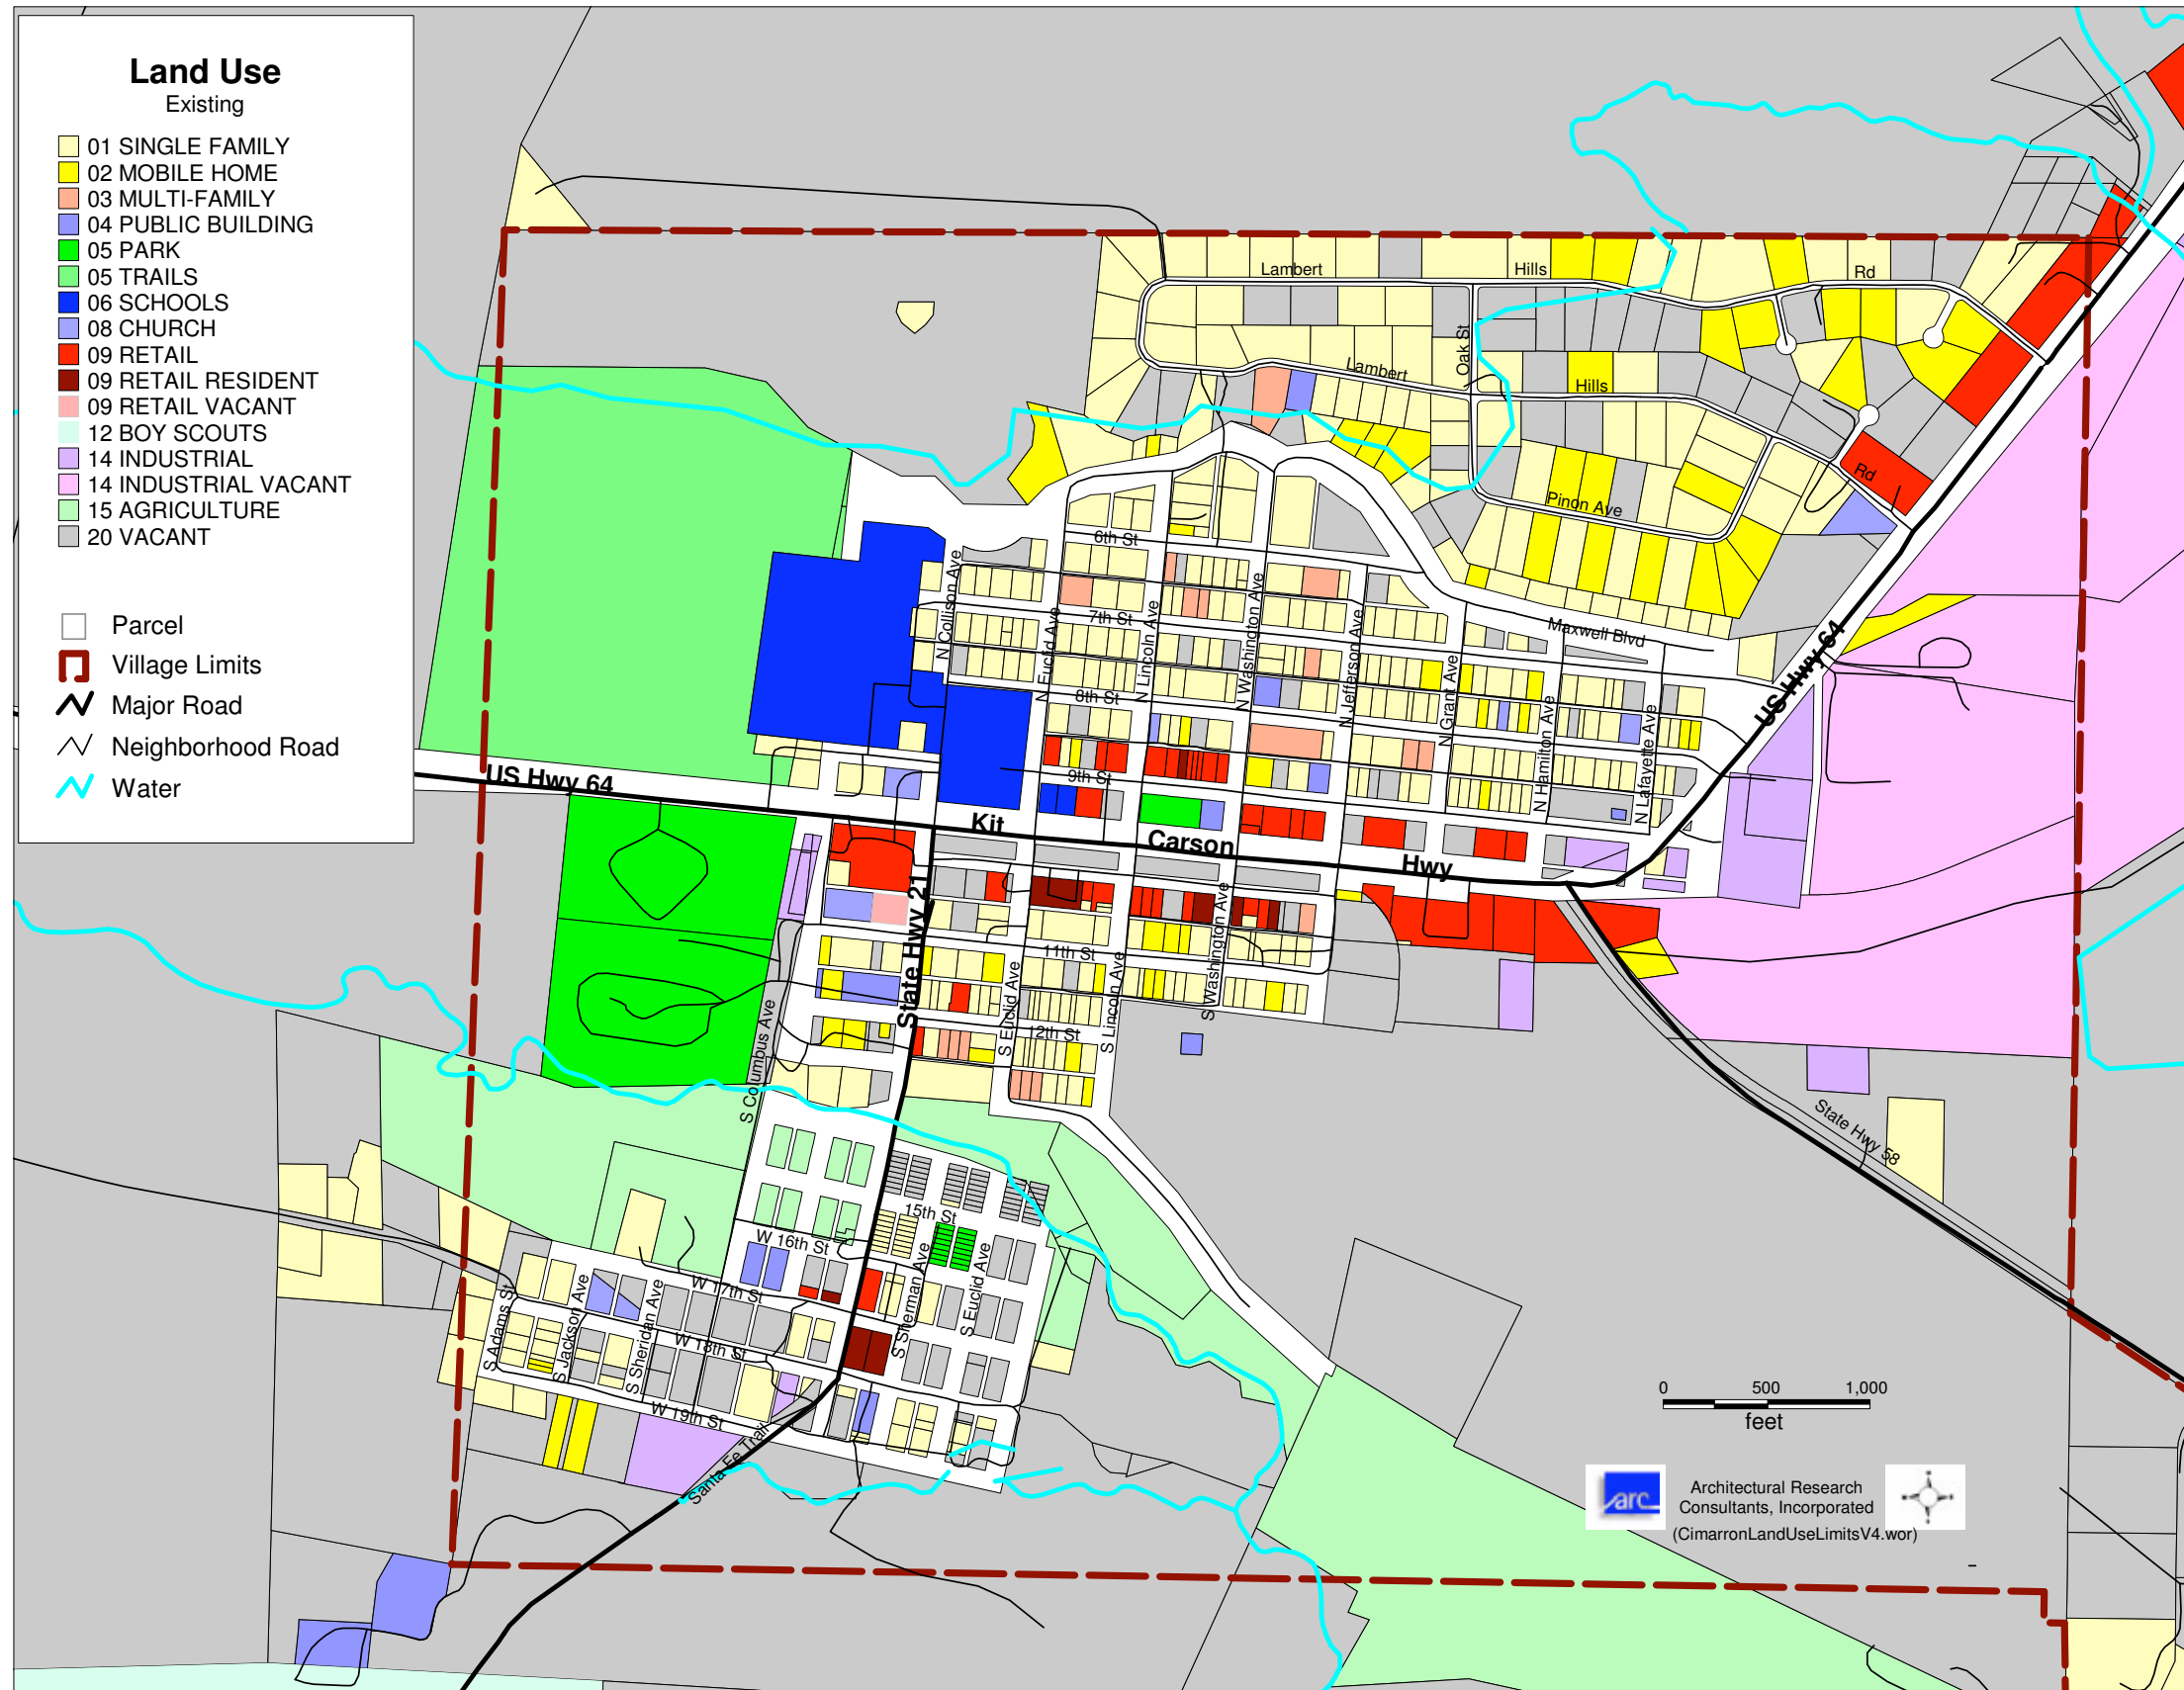 Land Use
Existing
01 SINGLE FAMILY
02 MOBILE HOME
03 MULTI-FAMILY
04 PUBLIC BUILDING
05 PARK
05 TRAILS
06 SCHOOLS
08 CHURCH
09 RETAIL
09 RETAIL RESIDENT
09 RETAIL VACANT
12 BOY SCOUTS
14 INDUSTRIAL
14 INDUSTRIAL VACANT
15 AGRICULTURE
20 VACANT
Parcel
Village Limits
Major Road
Neighborhood Road
Water
Lambert
Hills
Rd
Oak St
Lambert
Hills
Rd
Pinon Ave
6th St
7th St
8th St
9th St
N Collison Ave
N Euclid Ave
N Lincoln Ave
N Washington Ave
N Jefferson Ave
N Grant Ave
N Hamilton Ave
N Lafayette Ave
Maxwell Blvd
US Hwy 64
US Hwy 64
Kit
Carson
Hwy
State Hwy 21
11th St
12th St
S Columbus Ave
S Euclid Ave
S Lincoln Ave
S Washington Ave
State Hwy 58
15th St
W 16th St
W 17th St
W 18th St
W 19th St
S Adams St
S Jackson Ave
S Sheridan Ave
S Sherman Ave
S Euclid Ave
Santa Fe Trail
0 500 1,000
feet
arc
Architectural Research
Consultants, Incorporated
(CimarronLandUseLimitsV4.wor)